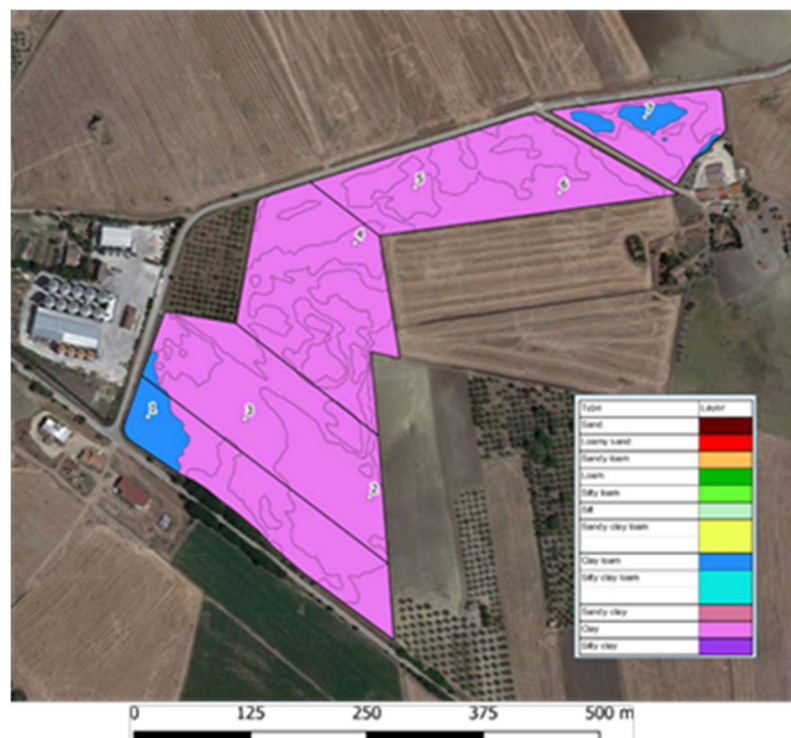 7
5
6
4
1
3
2
Type Layer
Sand
Loamy sand
Sandy loam
Loam
Silty loam
Silt
Sandy clay loam
Clay loam
Silty clay loam
Sandy clay
Clay
Silty clay
0 125 250 375 500 m